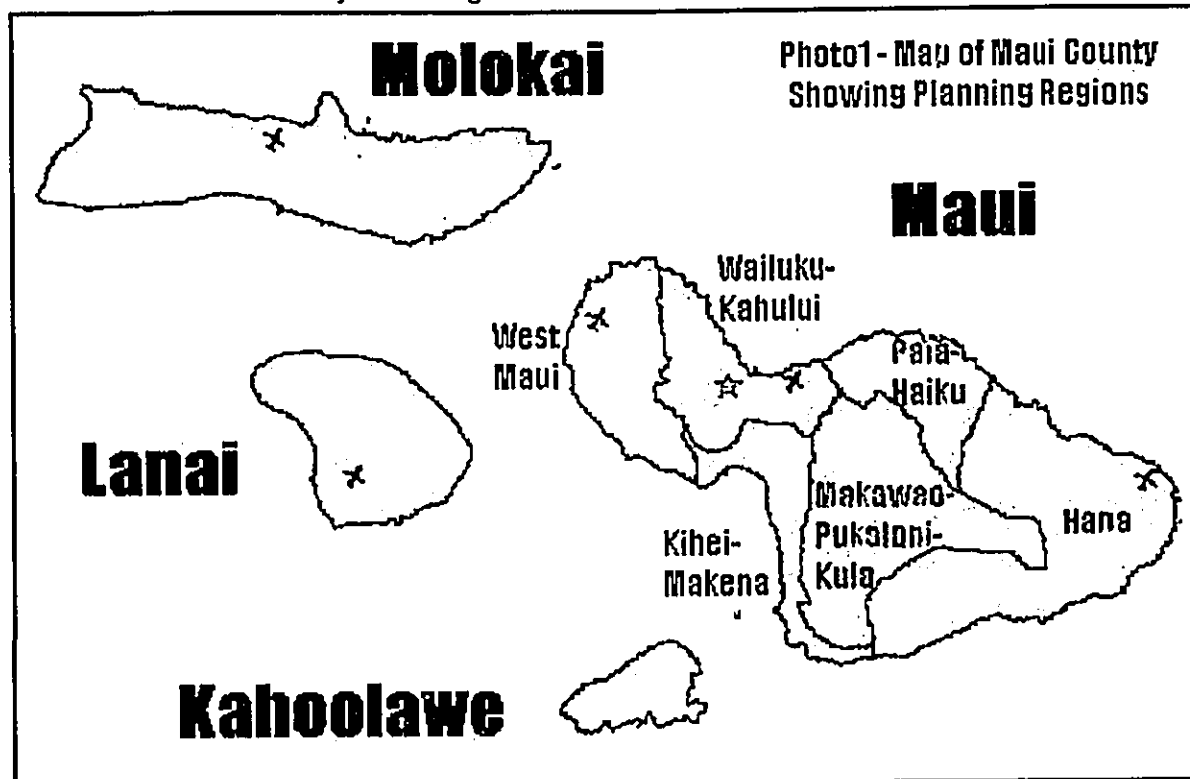 Molokai
Photo1 - Map of Maui County
Showing Planning Regions
Maui
Wailuku-
Kahului
West
Maui
Paia-
Haiku
Lanai
Makawao-
Pukalani-
Kula
Hana
Kihei-
Makena
Kahoolawe